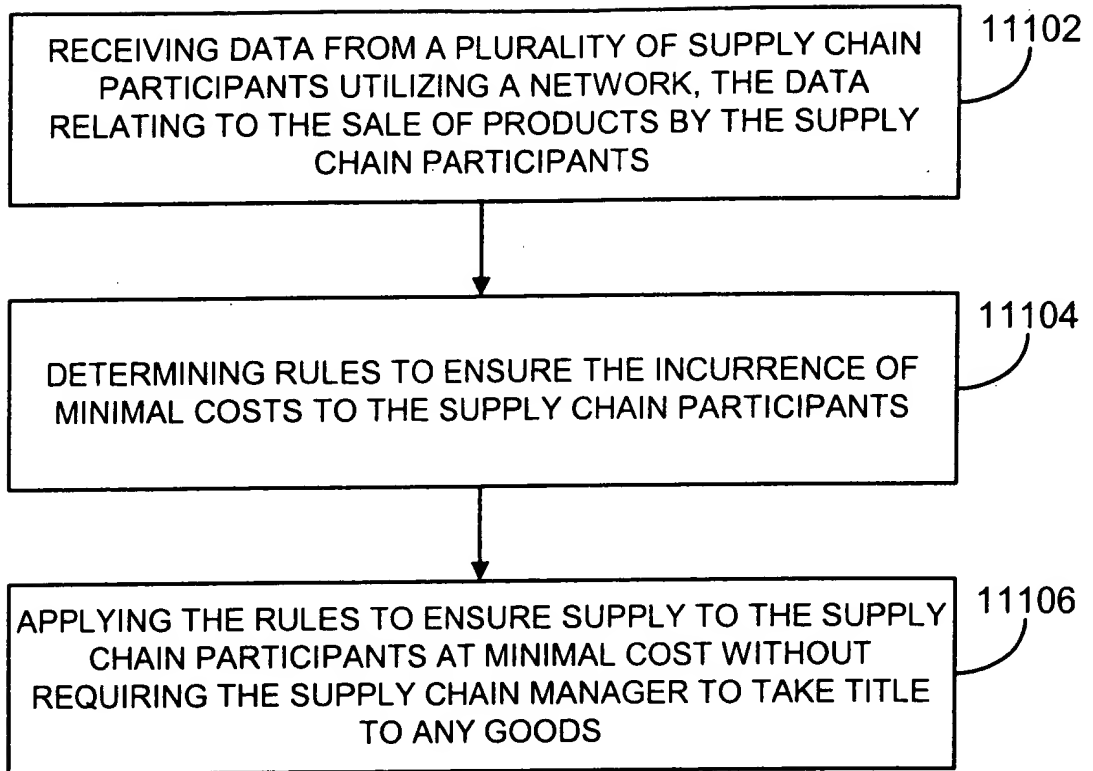 RECEIVING DATA FROM A PLURALITY OF SUPPLY CHAIN
PARTICIPANTS UTILIZING A NETWORK, THE DATA
RELATING TO THE SALE OF PRODUCTS BY THE SUPPLY
CHAIN PARTICIPANTS
11102
DETERMINING RULES TO ENSURE THE INCURRENCE OF
MINIMAL COSTS TO THE SUPPLY CHAIN PARTICIPANTS
11104
APPLYING THE RULES TO ENSURE SUPPLY TO THE SUPPLY
CHAIN PARTICIPANTS AT MINIMAL COST WITHOUT
REQUIRING THE SUPPLY CHAIN MANAGER TO TAKE TITLE
TO ANY GOODS
11106